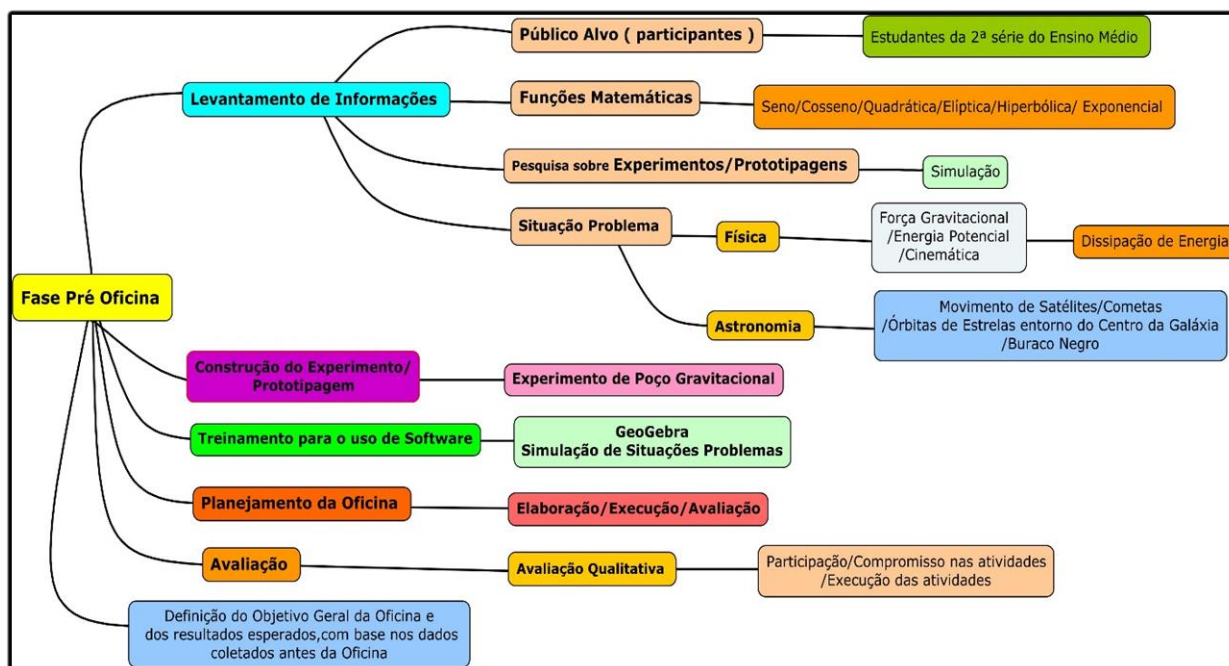 Público Alvo ( participantes )
Estudantes da 2ª série do Ensino Médio
Levantamento de Informações
Funções Matemáticas
Seno/Cosseno/Quadrática/Elíptica/Hiperbólica/ Exponencial
Pesquisa sobre Experimentos/Prototipagens
Simulação
Situação Problema
Física
Força Gravitacional
/Energia Potencial
/Cinemática
Dissipação de Energia
Fase Pré Oficina
Astronomia
Movimento de Satélites/Cometas
/Órbitas de Estrelas entorno do Centro da Galáxia
/Buraco Negro
Construção do Experimento/
Prototipagem
Experimento de Poço Gravitacional
Treinamento para o uso de Software
GeoGebra
Simulação de Situações Problemas
Planejamento da Oficina
Elaboração/Execução/Avaliação
Avaliação
Avaliação Qualitativa
Participação/Compromisso nas atividades
/Execução das atividades
Definição do Objetivo Geral da Oficina e
dos resultados esperados,com base nos dados
coletados antes da Oficina